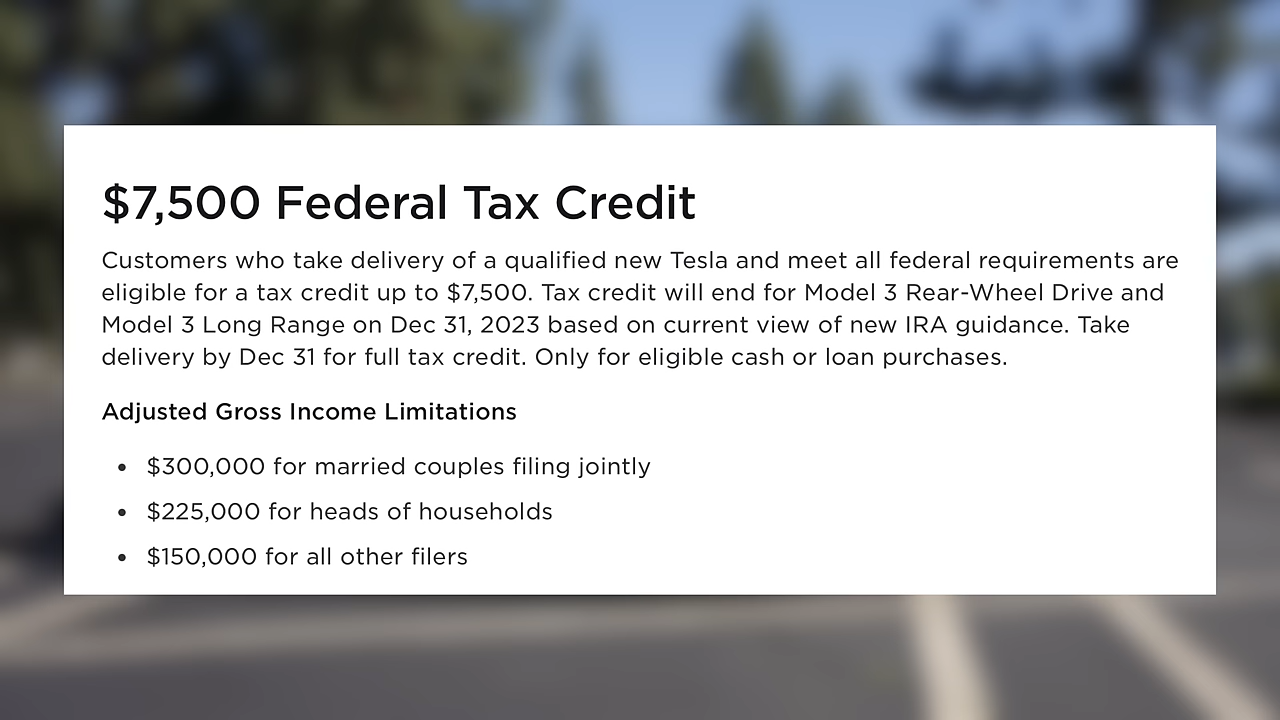 $7,500 Federal Tax Credit
Customers who take delivery of a qualified new Tesla and meet all federal requirements are
eligible for a tax credit up to $7,500. Tax credit will end for Model 3 Rear-Wheel Drive and
Model 3 Long Range on Dec 31, 2023 based on current view of new IRA guidance. Take
delivery by Dec 31 for full tax credit. Only for eligible cash or loan purchases.
Adjusted Gross Income Limitations
• $300,000 for married couples filing jointly
• $225,000 for heads of households
• $150,000 for all other filers